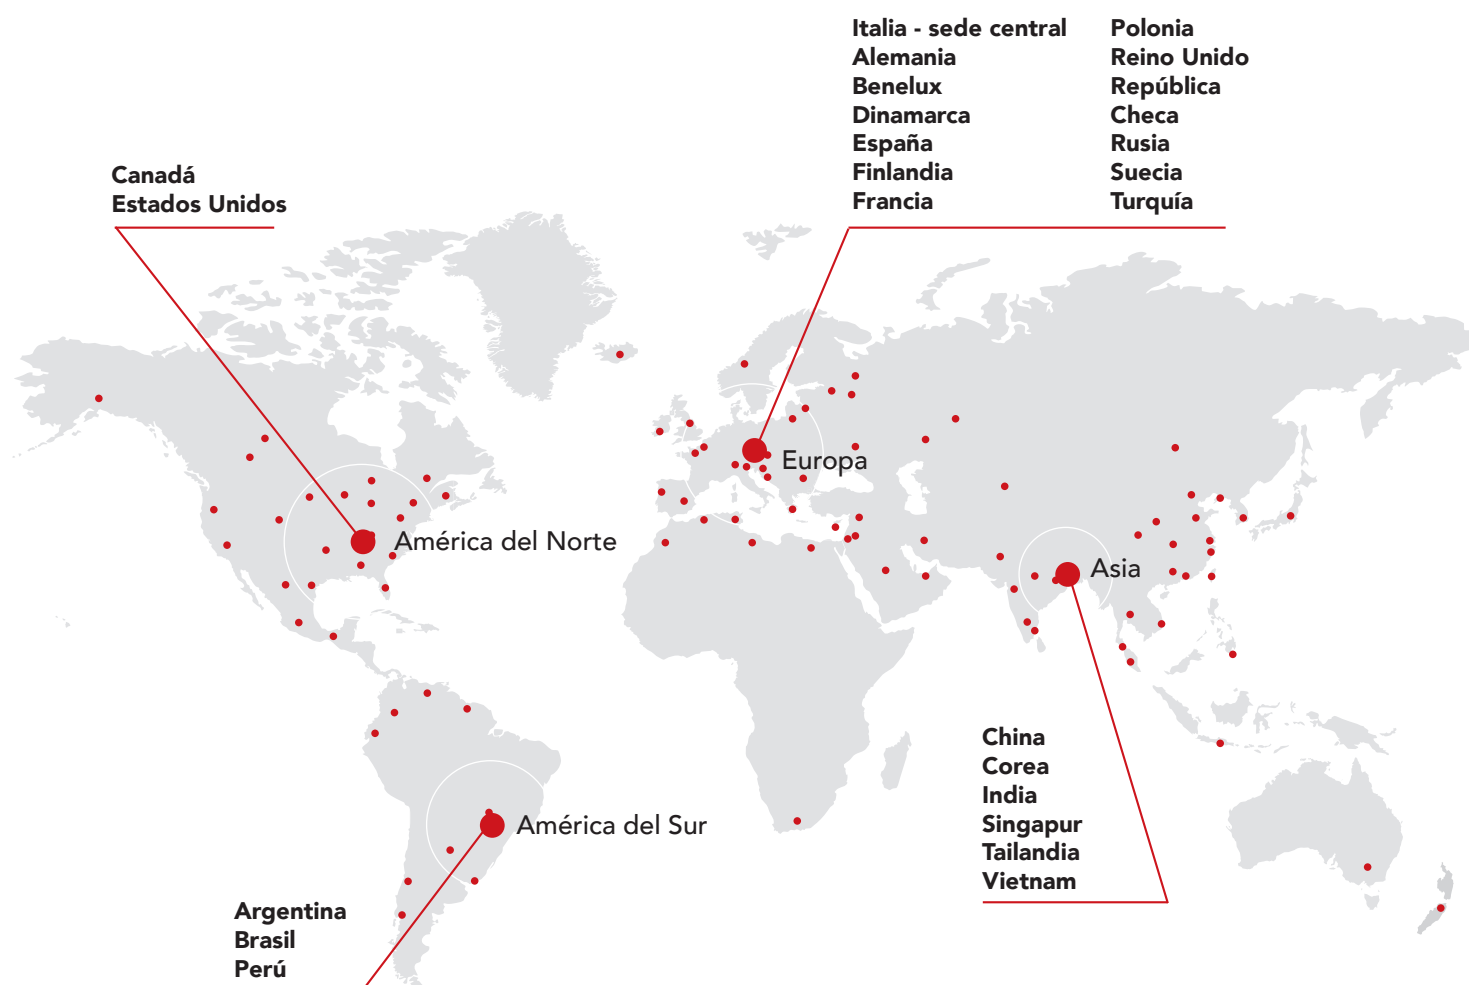 Italia - sede central
Alemania
Benelux
Dinamarca
España
Finlandia
Francia
Polonia
Reino Unido
República
Checa
Rusia
Suecia
Turquía
Canadá
Estados Unidos
Europa
América del Norte
Asia
China
Corea
India
Singapur
Tailandia
Vietnam
América del Sur
Argentina
Brasil
Perú